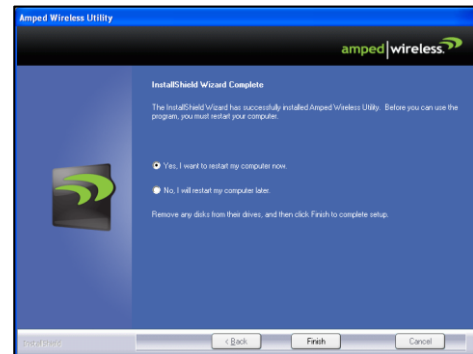 Amped Wireless Utility
amped wireless
InstallShield Wizard Complete
The InstallShield Wizard has successfully installed Amped Wireless Utility. Before you can use the
program, you must restart your computer.
Yes, I want to restart my computer now.
No, I will restart my computer later.
Remove any disks from their drives, and then click Finish to complete setup.
InstallShield
< Back
Finish
Cancel